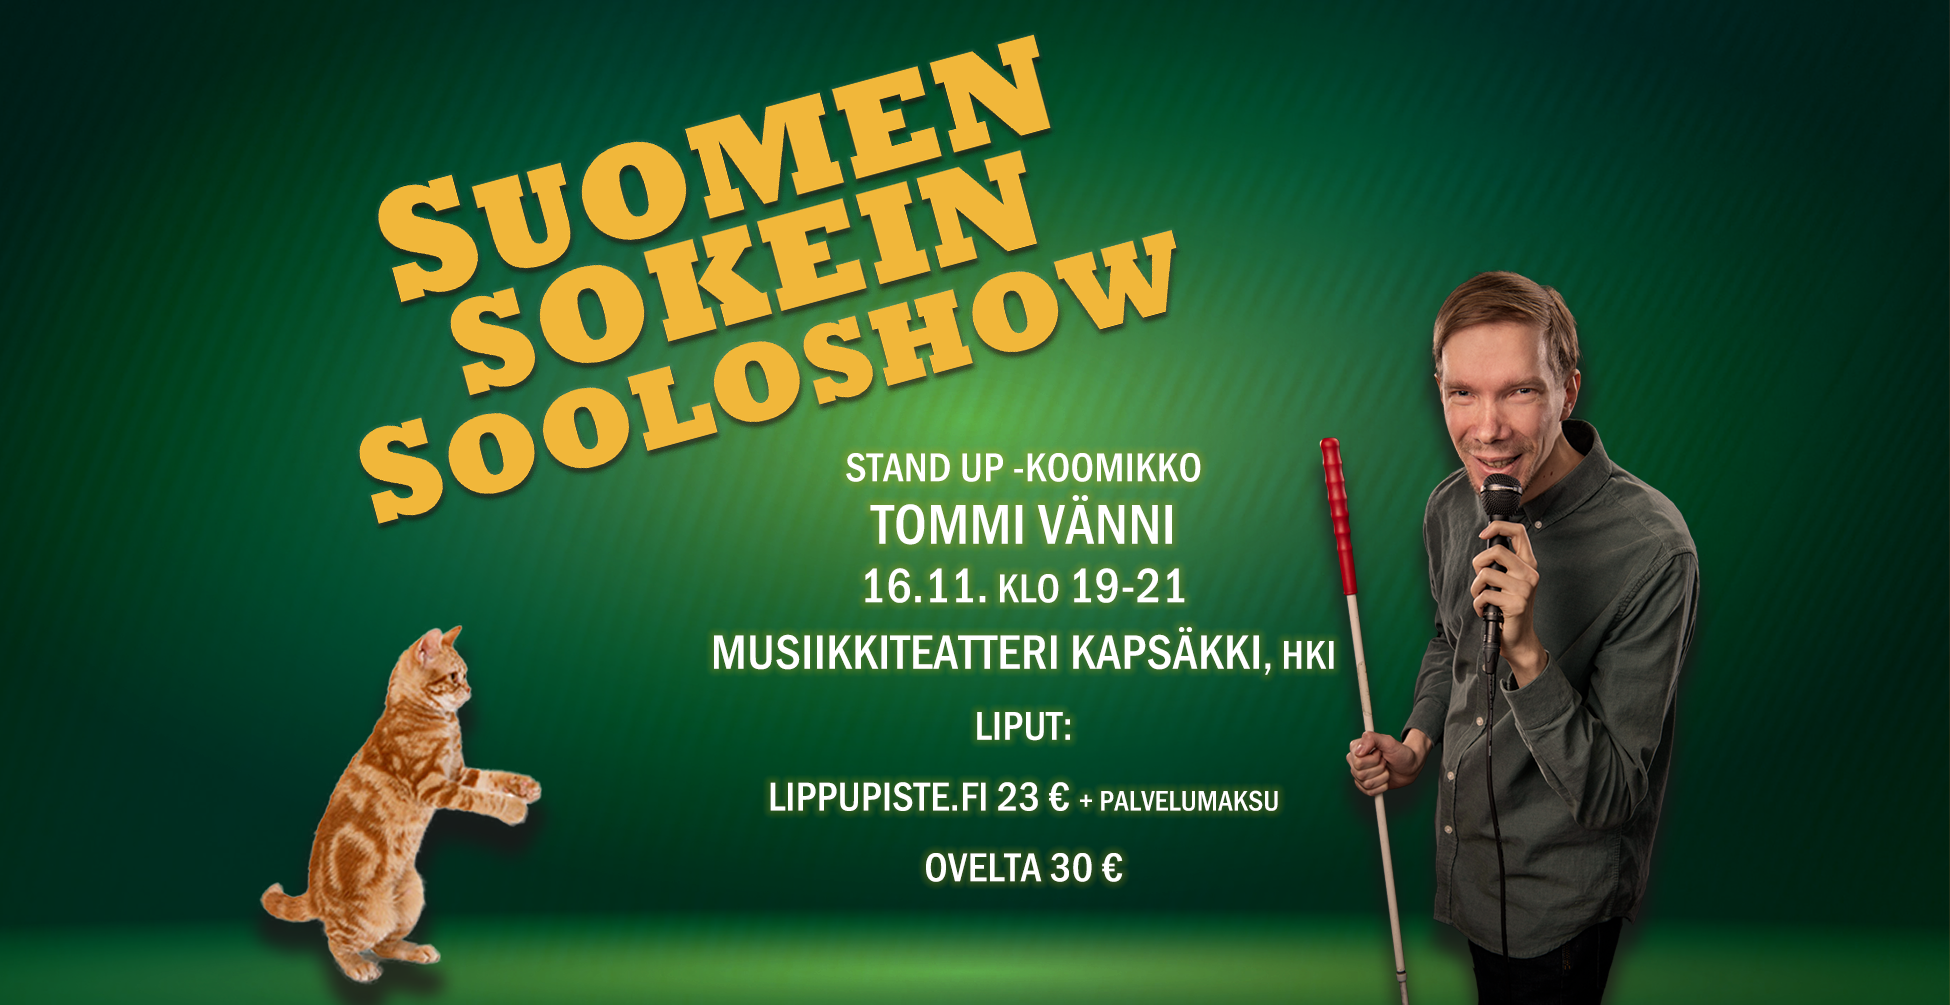 SUOMEN
SOKEIN
SOOLOSHOW
STAND UP -KOOMIKKO
TOMMI VÄNNI
16.11. KLO 19-21
MUSIIKKITEATTERI KAPSÄKKI, HKI
LIPUT:
LIPPUPISTE.FI 23 € + PALVELUMAKSU
OVELTA 30 €